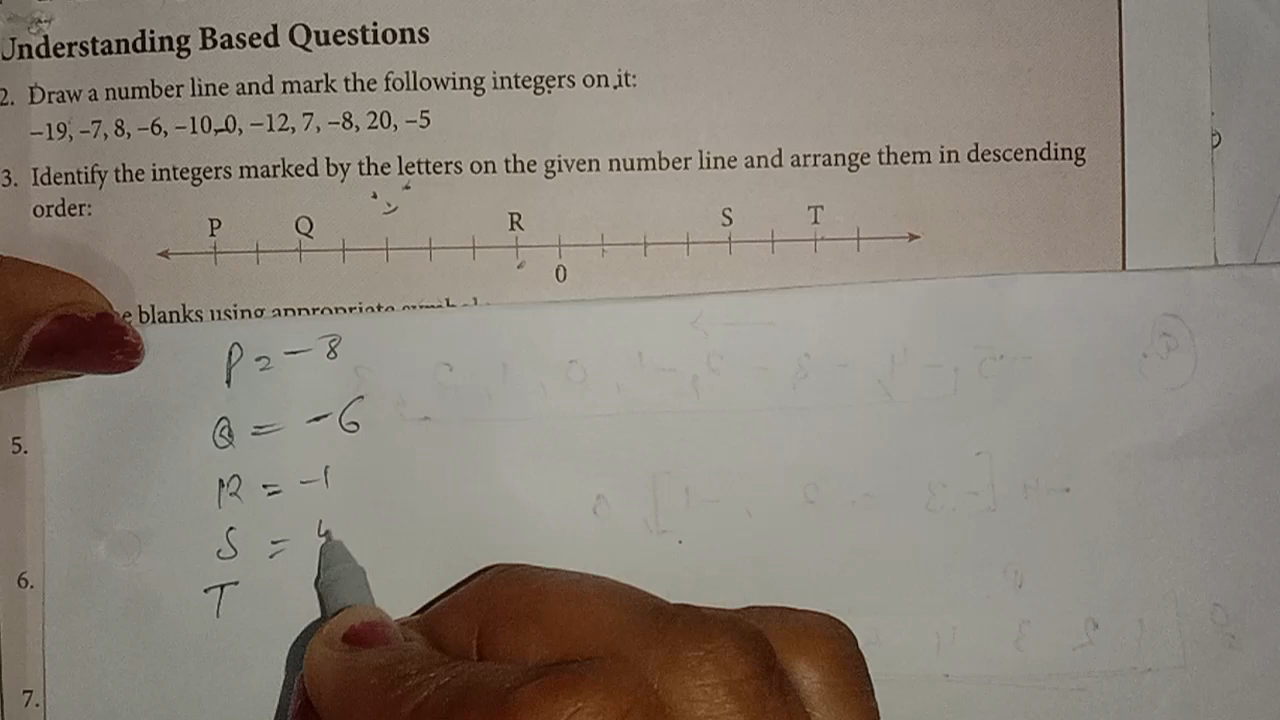 Understanding Based Questions
2. Draw a number line and mark the following integers on it:
–19, –7, 8, –6, –10, 0, –12, 7, –8, 20, –5
3. Identify the integers marked by the letters on the given number line and arrange them in descending
order:
P Q R S T
0
e blanks using appropriate
P = –8
Q = –6
5.
R = –1
S = 4
6.
T
7.